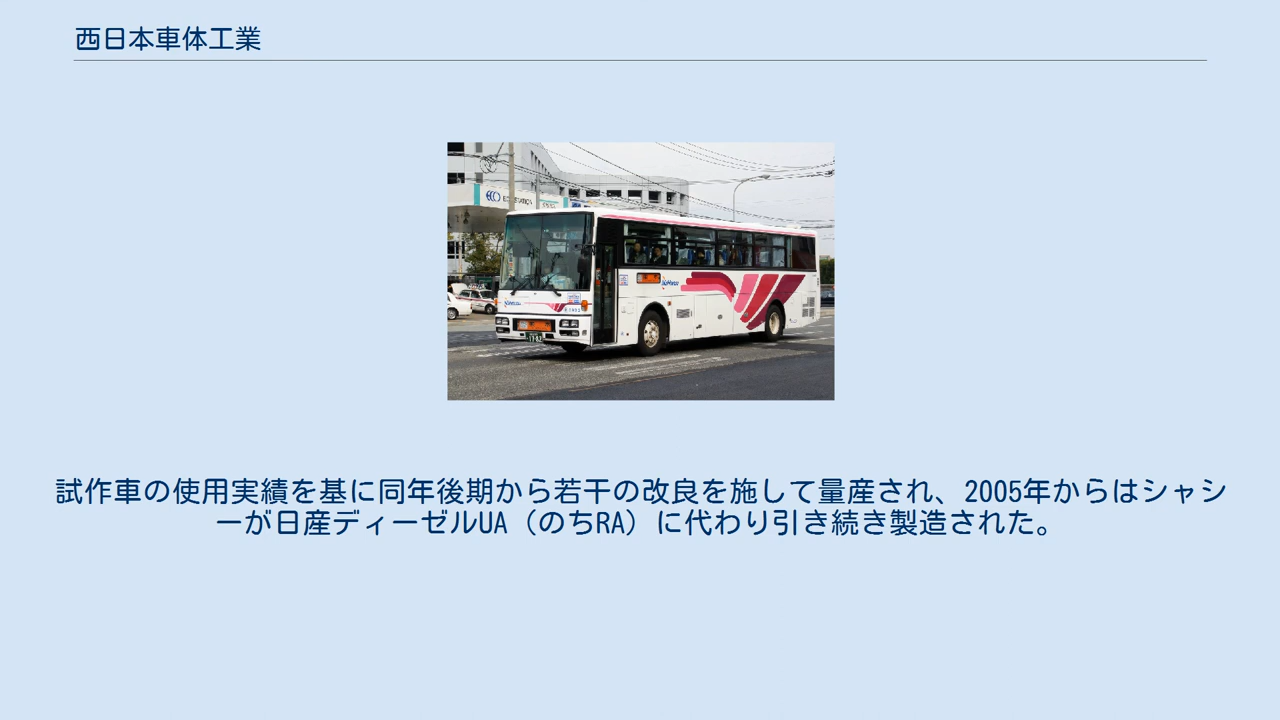 西日本車体工業
ECO STATION
11-82
試作車の使用実績を基に同年後期から若干の改良を施して量産され、2005年からはシャシ
ーが日産ディーゼルUA（のちRA）に代わり引き続き製造された。